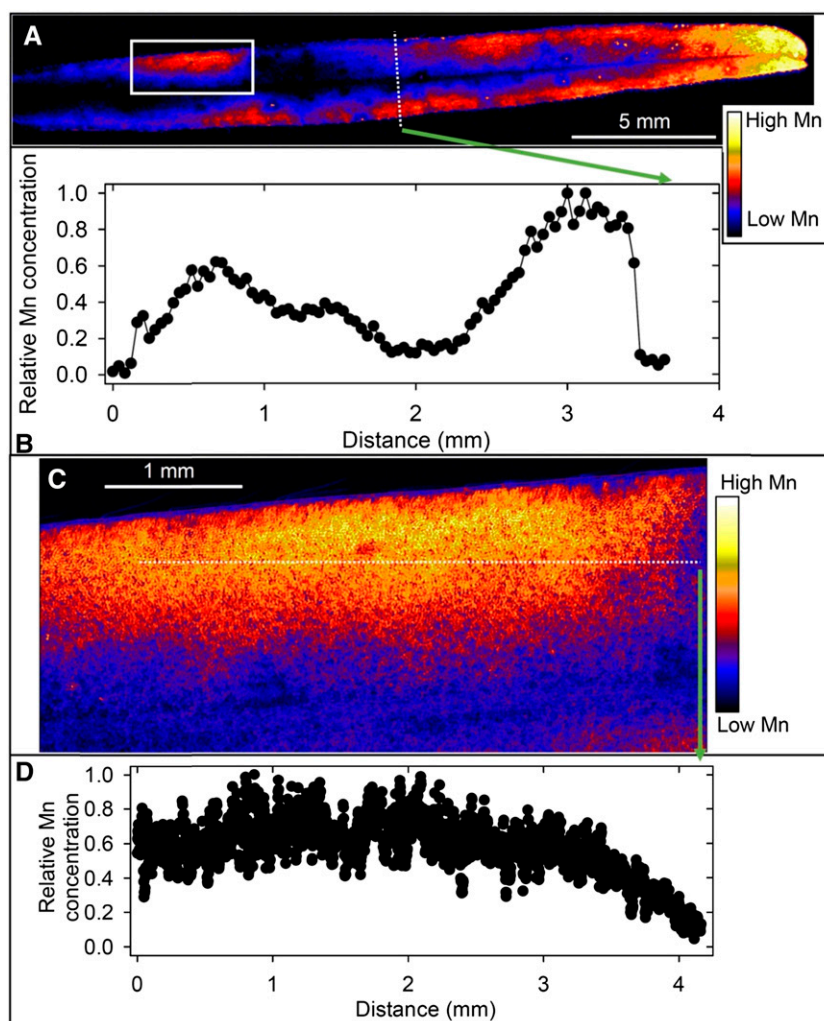 A
5 mm
High Mn
Low Mn
Relative Mn concentration
1.0
0.8
0.6
0.4
0.2
0.0
0 1 2 3 4
Distance (mm)
B
C
1 mm
High Mn
Low Mn
D
Relative Mn
concentration
1.0
0.8
0.6
0.4
0.2
0.0
0 1 2 3 4
Distance (mm)